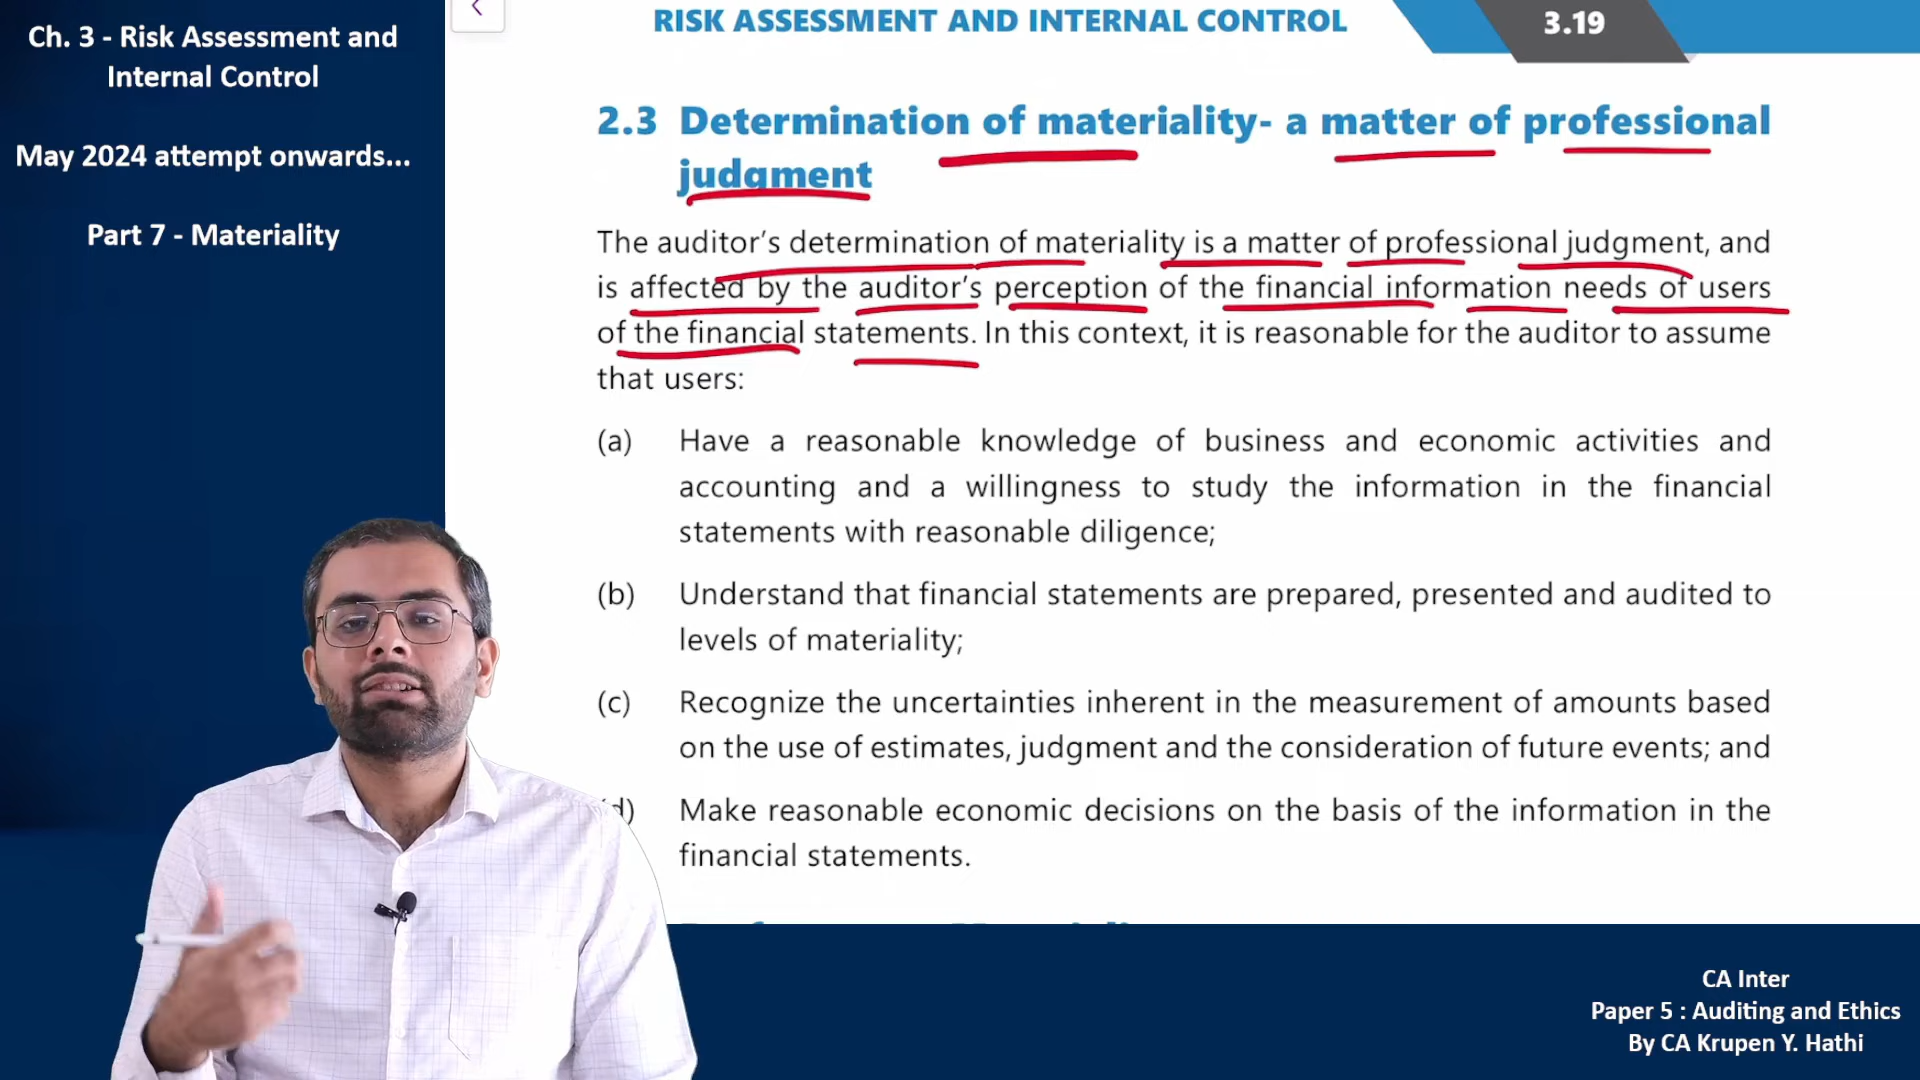 Ch. 3 - Risk Assessment and
Internal Control
May 2024 attempt onwards...
Part 7 - Materiality
RISK ASSESSMENT AND INTERNAL CONTROL
3.19
2.3 Determination of materiality- a matter of professional
judgment
The auditor's determination of materiality is a matter of professional judgment, and
is affected by the auditor's perception of the financial information needs of users
of the financial statements. In this context, it is reasonable for the auditor to assume
that users:
(a) Have a reasonable knowledge of business and economic activities and
accounting and a willingness to study the information in the financial
statements with reasonable diligence;
(b) Understand that financial statements are prepared, presented and audited to
levels of materiality;
(c) Recognize the uncertainties inherent in the measurement of amounts based
on the use of estimates, judgment and the consideration of future events; and
(d) Make reasonable economic decisions on the basis of the information in the
financial statements.
CA Inter
Paper 5 : Auditing and Ethics
By CA Krupen Y. Hathi